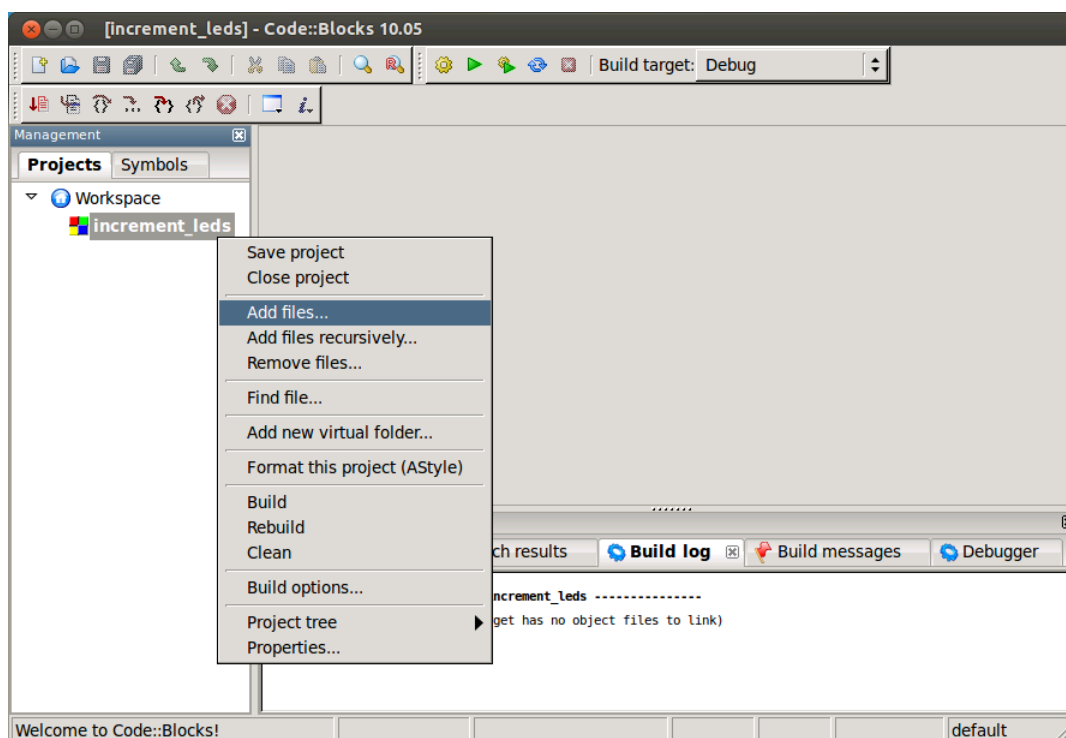 [increment_leds] - Code::Blocks 10.05
Build target: Debug
Management
Projects Symbols
Workspace
increment_leds
Save project
Close project
Add files...
Add files recursively...
Remove files...
Find file...
Add new virtual folder...
Format this project (AStyle)
Build
Rebuild
Clean
Build options...
Project tree
Properties...
ch results Build log Build messages Debugger
ncrement_leds ---------------
get has no object files to link)
Welcome to Code::Blocks! default